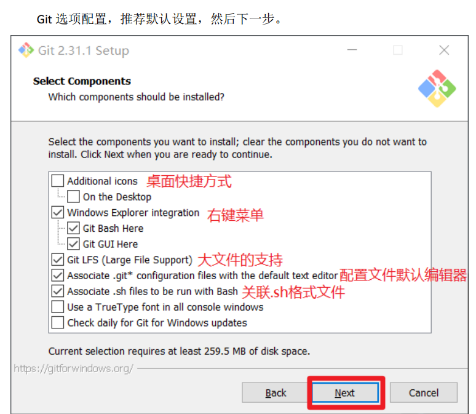 Git 选项配置，推荐默认设置，然后下一步。
Git 2.31.1 Setup
Select Components
Which components should be installed?
Select the components you want to install; clear the components you do not want to
install. Click Next when you are ready to continue.
Additional icons 桌面快捷方式
On the Desktop
Windows Explorer integration 右键菜单
Git Bash Here
Git GUI Here
Git LFS (Large File Support) 大文件的支持
Associate .git* configuration files with the default text editor 配置文件默认编辑器
Associate .sh files to be run with Bash 关联.sh格式文件
Use a TrueType font in all console windows
Check daily for Git for Windows updates
Current selection requires at least 259.5 MB of disk space.
https://gitforwindows.org/
Back Next Cancel